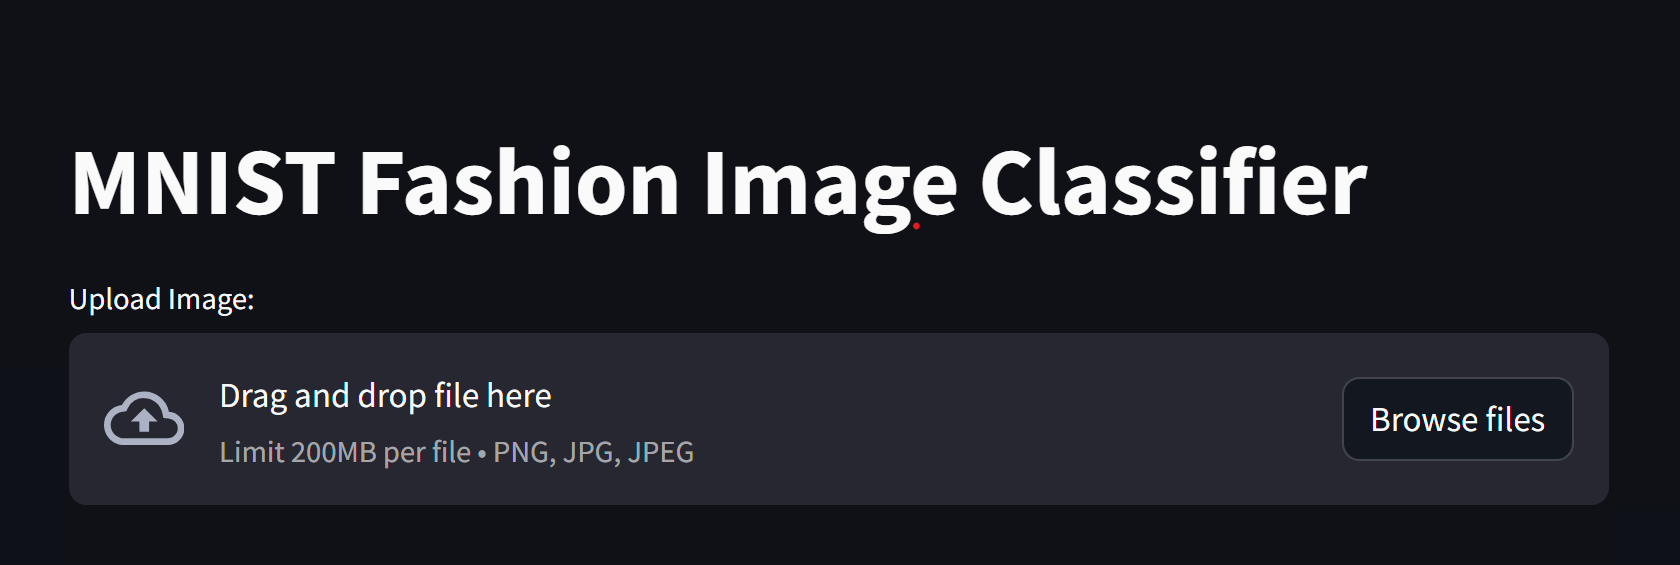 MNIST Fashion Image Classifier
Upload Image:
Drag and drop file here
Limit 200MB per file • PNG, JPG, JPEG
Browse files